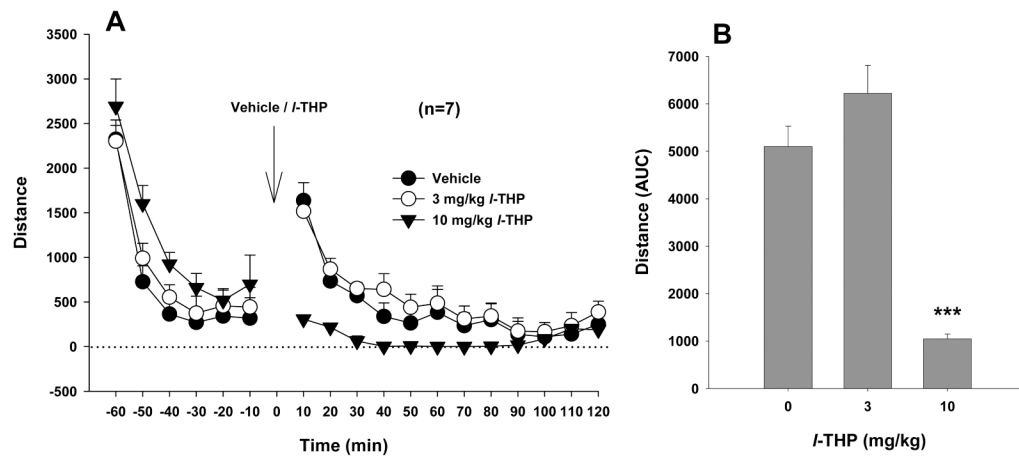 A
3500
3000
2500
2000
1500
1000
500
0
-500
Distance
Vehicle / l-THP
(n=7)
Vehicle
3 mg/kg l-THP
10 mg/kg l-THP
-60 -50 -40 -30 -20 -10 0 10 20 30 40 50 60 70 80 90 100 110 120
Time (min)
B
7000
6000
5000
4000
3000
2000
1000
0
Distance (AUC)
***
0 3 10
l-THP (mg/kg)